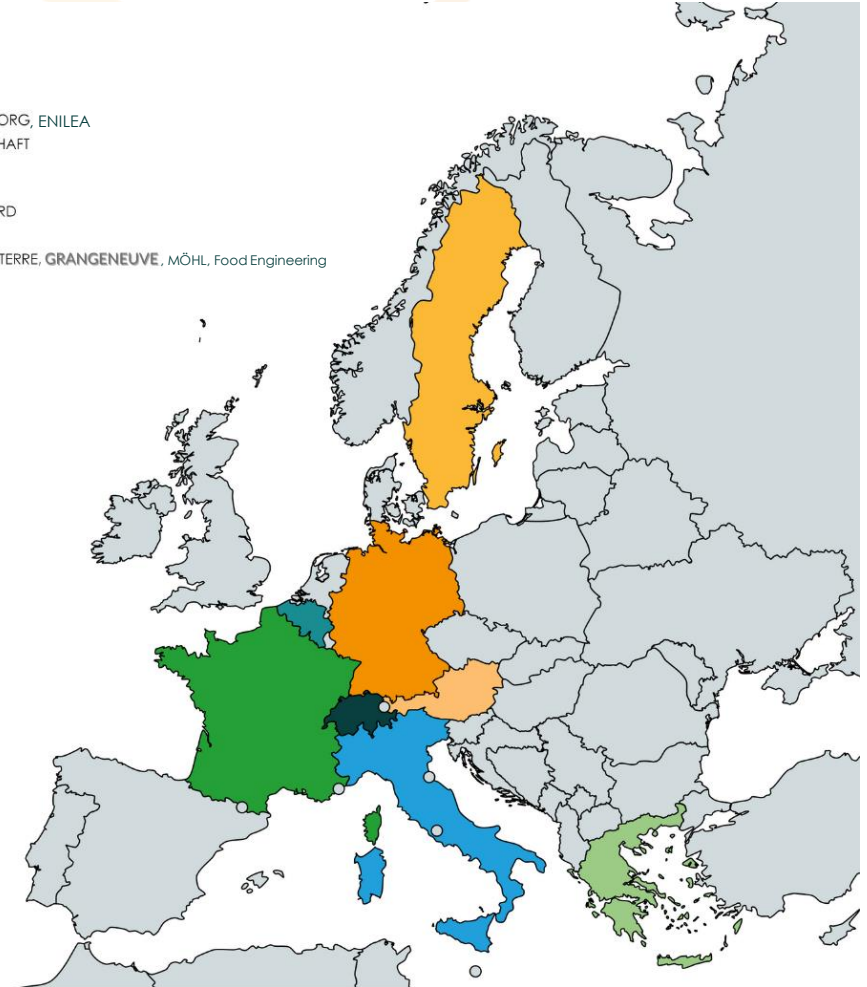 ORG, ENILEA
HAFT
RD
TERRE, GRANGENEUVE, MÖHL, Food Engineering